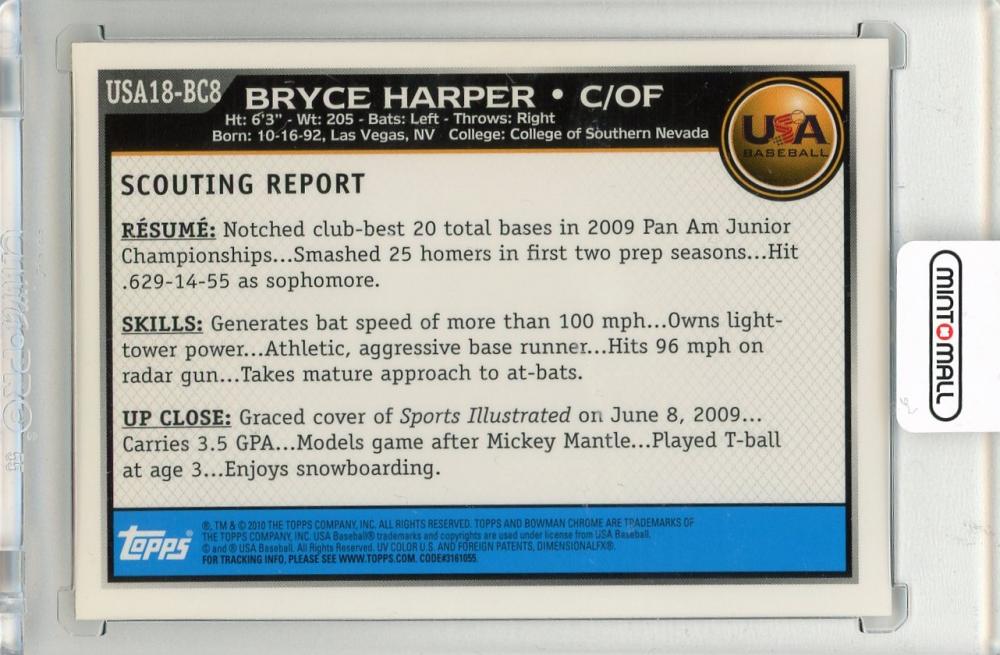 USA18-BC8
BRYCE HARPER • C/OF
Ht: 6'3" - Wt: 205 - Bats: Left - Throws: Right
Born: 10-16-92, Las Vegas, NV College: College of Southern Nevada
USA
BASEBALL
SCOUTING REPORT
RÉSUMÉ: Notched club-best 20 total bases in 2009 Pan Am Junior
Championships...Smashed 25 homers in first two prep seasons...Hit
.629-14-55 as sophomore.
SKILLS: Generates bat speed of more than 100 mph...Owns light-
tower power...Athletic, aggressive base runner...Hits 96 mph on
radar gun...Takes mature approach to at-bats.
UP CLOSE: Graced cover of Sports Illustrated on June 8, 2009...
Carries 3.5 GPA...Models game after Mickey Mantle...Played T-ball
at age 3...Enjoys snowboarding.
topps
®, TM & © 2010 THE TOPPS COMPANY, INC. ALL RIGHTS RESERVED. TOPPS AND BOWMAN CHROME ARE TRADEMARKS OF
THE TOPPS COMPANY, INC. USA Baseball® trademarks and copyrights are used under license from USA Baseball.
© and ® USA Baseball. All Rights Reserved. UV COLOR U.S. AND FOREIGN PATENTS, DIMENSIONALFX®.
FOR TRACKING INFO, PLEASE SEE WWW.TOPPS.COM. CODE#3161055
MINTOMALL